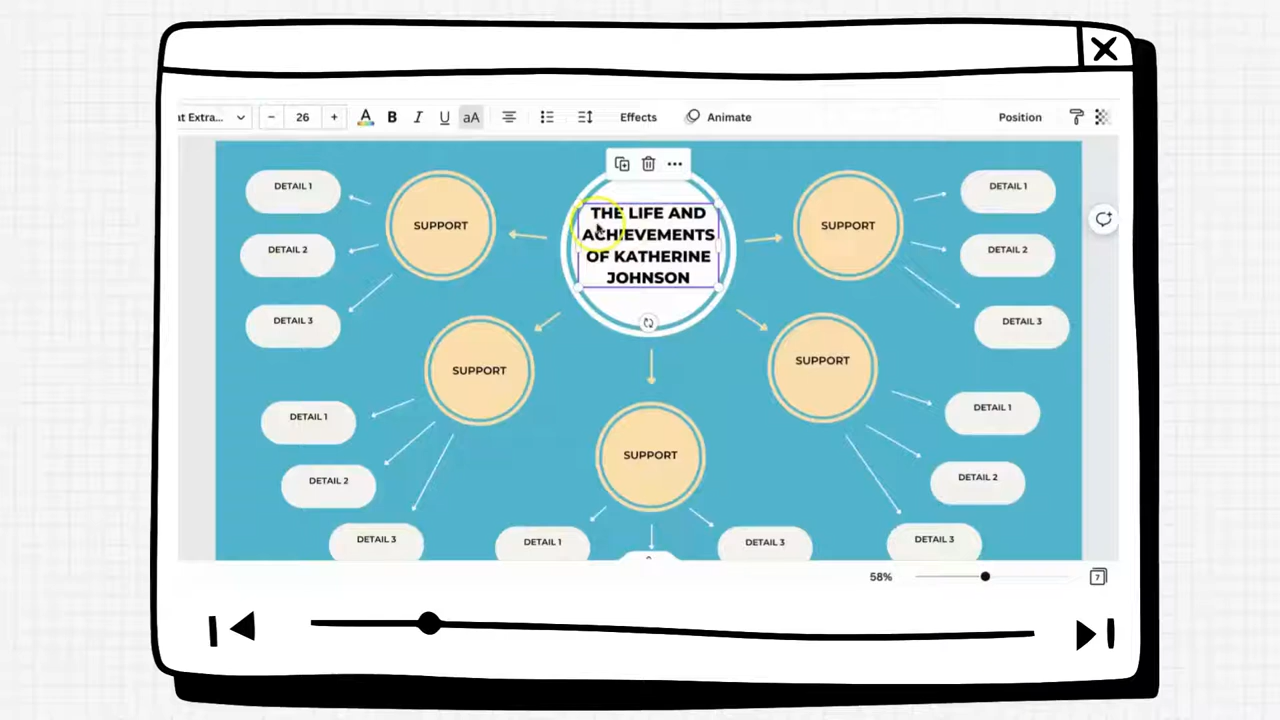 at Extra...
26
A
B
I
U
aA
Effects
Animate
Position
THE LIFE AND
ACHIEVEMENTS
OF KATHERINE
JOHNSON
SUPPORT
DETAIL 1
DETAIL 2
DETAIL 3
SUPPORT
DETAIL 1
DETAIL 2
DETAIL 3
SUPPORT
DETAIL 1
DETAIL 2
DETAIL 3
SUPPORT
DETAIL 1
DETAIL 2
DETAIL 3
SUPPORT
DETAIL 1
DETAIL 3
58%
7